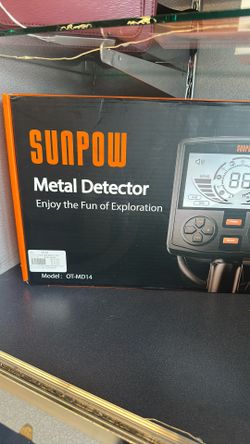 SUNPOW
Metal Detector
Enjoy the Fun of Exploration
Model: OT-MD14